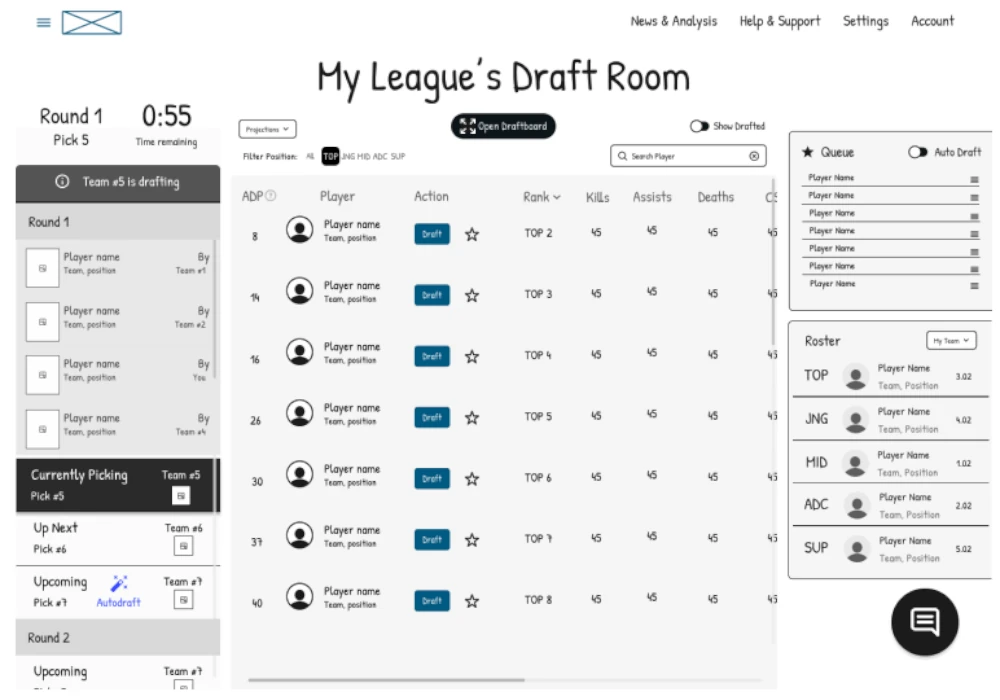 News & Analysis Help & Support Settings Account
My League's Draft Room
Round 1 0:55
Pick 5 Time remaining
Team #5 is drafting
Round 1
Player name By
Team, position Team #1
Player name By
Team, position Team #2
Player name By
Team, position You
Player name By
Team, position Team #4
Currently Picking Team #5
Pick #5
Up Next Team #6
Pick #6
Upcoming Team #7
Pick #7 Autodraft
Round 2
Upcoming Team #7
Projections Open Draftboard Show Drafted
Filter Position: All TOP JNG MID ADC SUP Search Player
ADP Player Action Rank Kills Assists Deaths CS
8 Player name Draft TOP 2 45 45 45 45
Team, position
14 Player name Draft TOP 3 45 45 45 45
Team, position
16 Player name Draft TOP 4 45 45 45 45
Team, position
26 Player name Draft TOP 5 45 45 45 45
Team, position
30 Player name Draft TOP 6 45 45 45 45
Team, position
37 Player name Draft TOP 7 45 45 45 45
Team, position
40 Player name Draft TOP 8 45 45 45 45
Team, position
Queue Auto Draft
Player Name
Player Name
Player Name
Player Name
Player Name
Player Name
Player Name
Roster My Team
TOP Player Name 3.02
Team, Position
JNG Player Name 4.02
Team, Position
MID Player Name 1.02
Team, Position
ADC Player Name 2.02
Team, Position
SUP Player Name 5.02
Team, Position